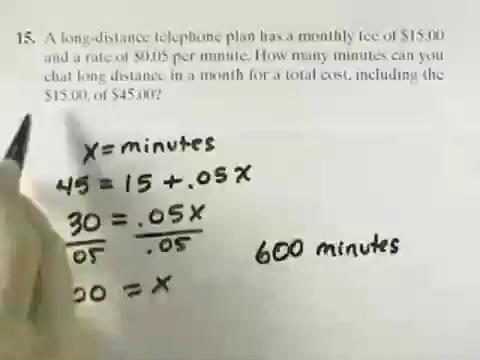 15. A long-distance telephone plan has a monthly fee of $15.00
and a rate of $0.05 per minute. How many minutes can you
chat long distance in a month for a total cost, including the
$15.00, of $45.00?
x = minutes
45 = 15 + .05x
30 = .05x
05 .05
00 = x
600 minutes